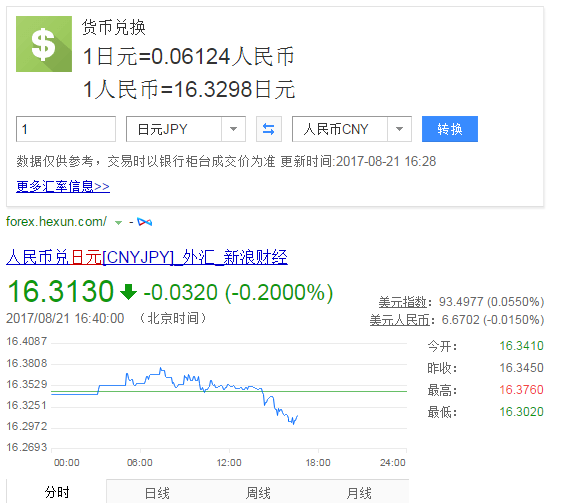 货币兑换
1日元=0.06124人民币
1人民币=16.3298日元
1 日元JPY 人民币CNY 转换
数据仅供参考，交易时以银行柜台成交价为准 更新时间:2017-08-21 16:28
更多汇率信息>>
forex.hexun.com/ -
人民币兑日元[CNYJPY]_外汇_新浪财经
16.3130 -0.0320 (-0.2000%)
2017/08/21 16:40:00 （北京时间）
美元指数：93.4977 (0.0550%)
美元人民币：6.6702 (-0.0150%)
今开： 16.3410
昨收： 16.3450
最高： 16.3760
最低： 16.3020
16.4087
16.3808
16.3529
16.3251
16.2972
16.2693
00:00 06:00 12:00 18:00 24:00
分时 日线 周线 月线